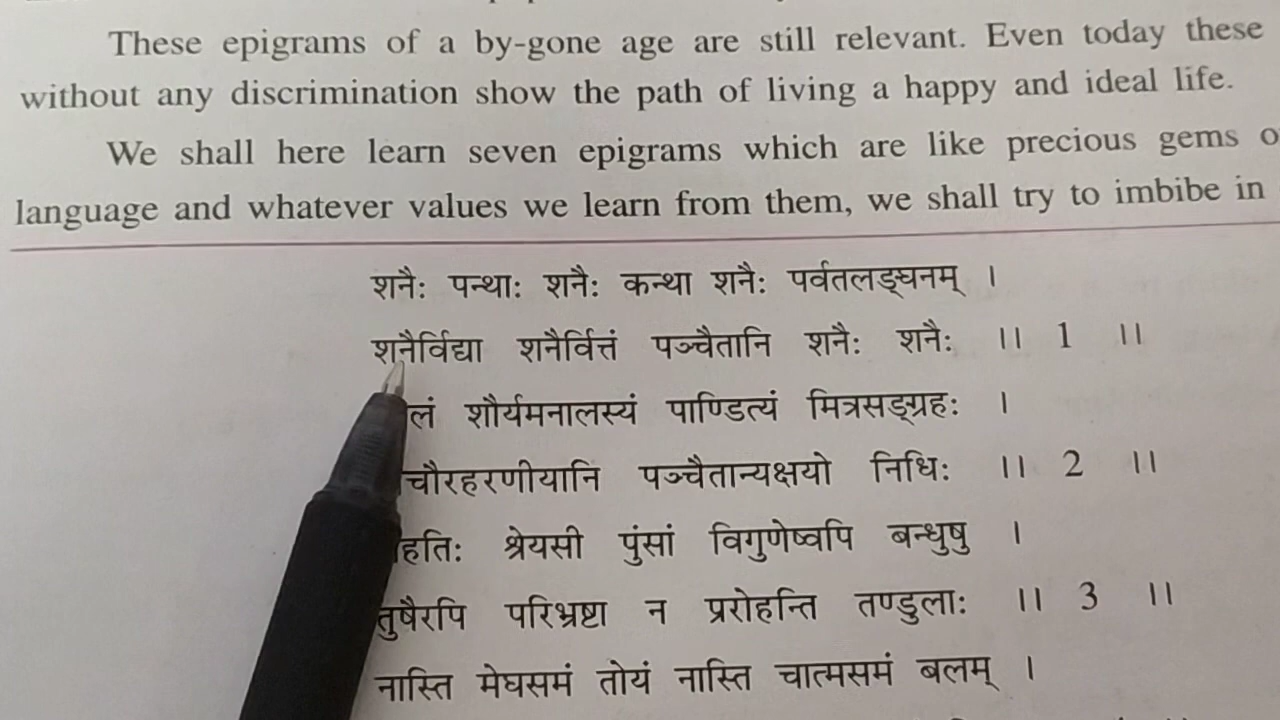 These epigrams of a by-gone age are still relevant. Even today these
without any discrimination show the path of living a happy and ideal life.
We shall here learn seven epigrams which are like precious gems o
language and whatever values we learn from them, we shall try to imbibe in
शनैः पन्थाः शनैः कन्था शनैः पर्वतलङ्घनम् ।
शनैर्विद्या शनैर्वित्तं पञ्चैतानि शनैः शनैः ।। 1 ।।
लं शौर्यमनालस्यं पाण्डित्यं मित्रसङ्ग्रहः ।
चौरहरणीयानि पञ्चैतान्यक्षयो निधिः ।। 2 ।।
हतिः श्रेयसी पुंसां विगुणेष्वपि बन्धुषु ।
तुषैरपि परिभ्रष्टा न प्ररोहन्ति तण्डुलाः ।। 3 ।।
नास्ति मेघसमं तोयं नास्ति चात्मसमं बलम् ।